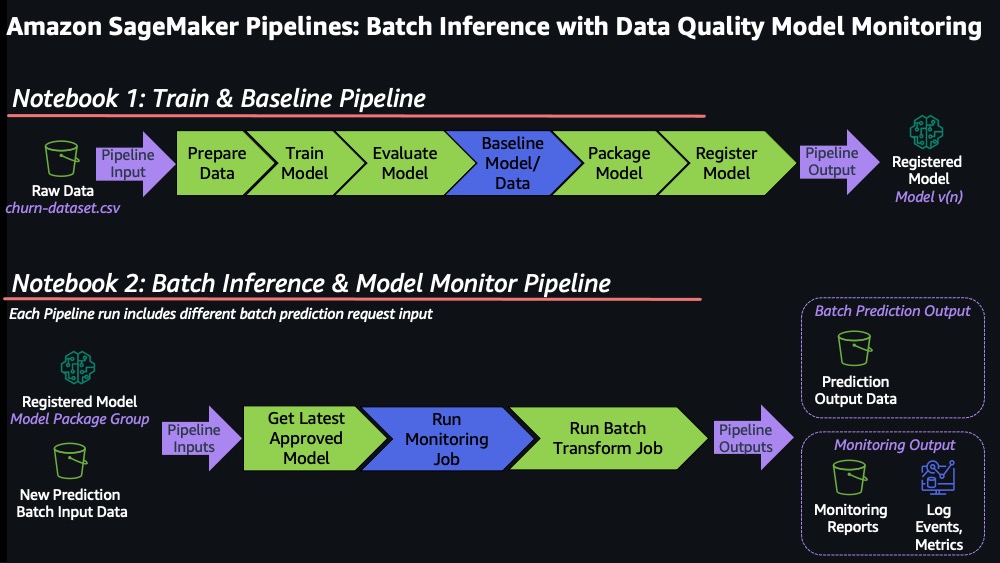 Amazon SageMaker Pipelines: Batch Inference with Data Quality Model Monitoring
Notebook 1: Train & Baseline Pipeline
Raw Data
churn-dataset.csv
Pipeline
Input
Prepare
Data
Train
Model
Evaluate
Model
Baseline
Model/
Data
Package
Model
Register
Model
Pipeline
Output
Registered
Model
Model v(n)
Notebook 2: Batch Inference & Model Monitor Pipeline
Each Pipeline run includes different batch prediction request input
Registered Model
Model Package Group
New Prediction
Batch Input Data
Pipeline
Inputs
Get Latest
Approved
Model
Run
Monitoring
Job
Run Batch
Transform Job
Pipeline
Outputs
Batch Prediction Output
Prediction
Output Data
Monitoring Output
Monitoring
Reports
Log
Events,
Metrics